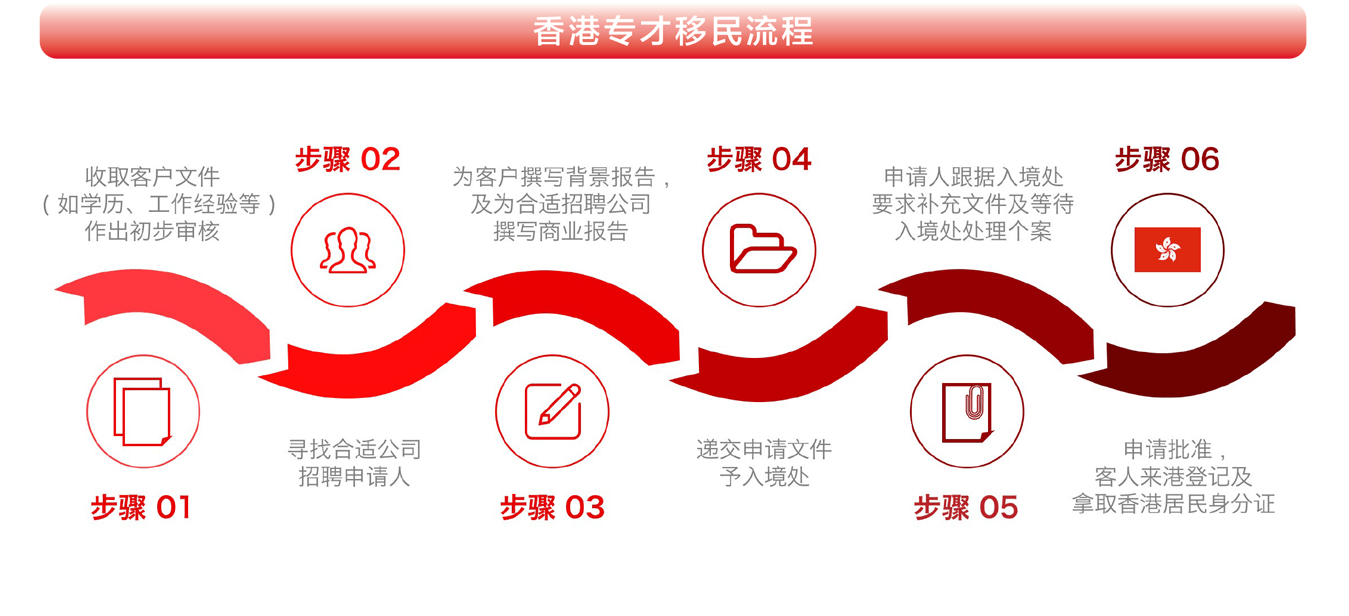 香港专才移民流程
收取客户文件
（如学历、工作经验等）
作出初步审核
步骤 01
步骤 02
寻找合适公司
招聘申请人
为客户撰写背景报告，
及为合适招聘公司
撰写商业报告
步骤 03
步骤 04
递交申请文件
予入境处
申请人跟据入境处
要求补充文件及等待
入境处处理个案
步骤 05
步骤 06
申请批准，
客人来港登记及
拿取香港居民身分证